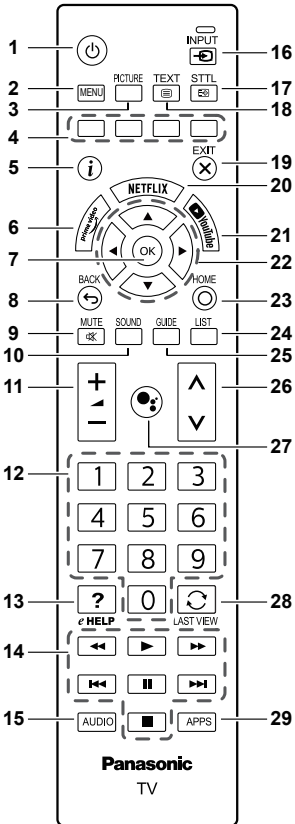 1
INPUT
16
2
MENU
PICTURE
TEXT
STTL
17
3
18
4
5
i
EXIT
19
NETFLIX
20
6
prime video
YouTube
21
7
OK
22
8
BACK
HOME
23
9
MUTE
SOUND
GUIDE
LIST
24
10
25
11
+
26
−
27
12
1
2
3
4
5
6
7
8
9
13
?
0
28
eHELP
LAST VIEW
14
15
AUDIO
APPS
29
Panasonic
TV